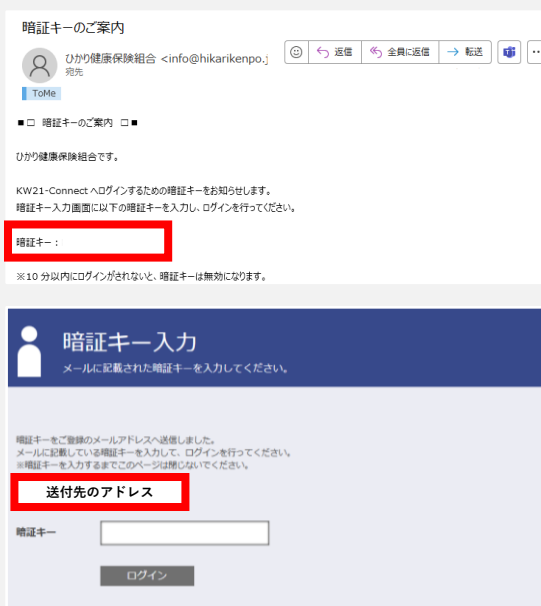 暗証キーのご案内
ひかり健康保険組合 <info@hikarikenpo.j
返信
全員に返信
転送
宛先
ToMe
■□ 暗証キーのご案内 □■
ひかり健康保険組合です。
KW21-Connect へログインするための暗証キーをお知らせします。
暗証キー入力画面に以下の暗証キーを入力し、ログインを行ってください。
暗証キー：
※10 分以内にログインがされないと、暗証キーは無効になります。
暗証キー入力
メールに記載された暗証キーを入力してください。
暗証キーをご登録のメールアドレスへ送信しました。
メールに記載している暗証キーを入力して、ログインを行ってください。
※暗証キーを入力するまでこのページは閉じないでください。
送付先のアドレス
暗証キー
ログイン